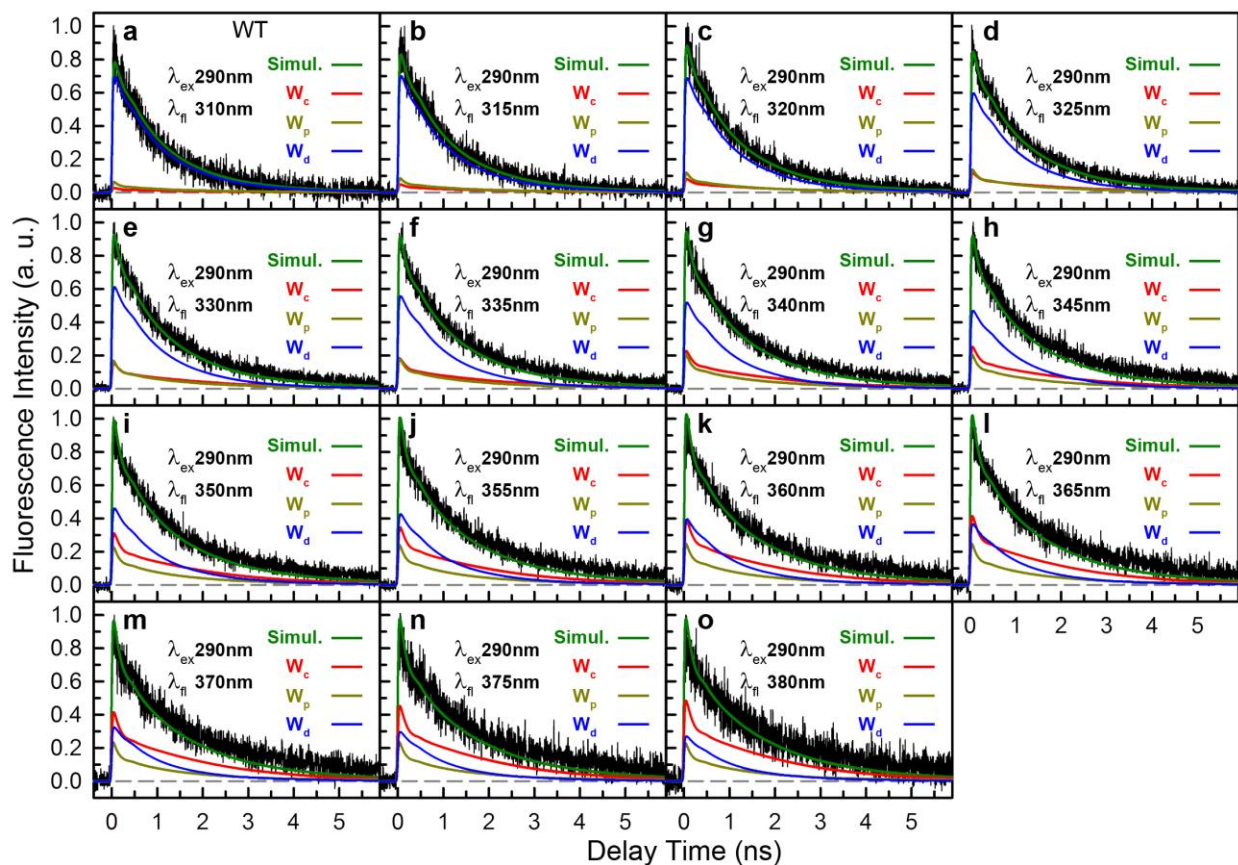 a WT
Simul.
λex290nm
Wc
λfl 310nm
Wp
Wd
b
Simul.
λex290nm
Wc
λfl 315nm
Wp
Wd
c
Simul.
λex290nm
Wc
λfl 320nm
Wp
Wd
d
Simul.
λex290nm
Wc
λfl 325nm
Wp
Wd
1.0
0.8
0.6
0.4
0.2
0.0
e
Simul.
λex290nm
Wc
λfl 330nm
Wp
Wd
f
Simul.
λex290nm
Wc
λfl 335nm
Wp
Wd
g
Simul.
λex290nm
Wc
λfl 340nm
Wp
Wd
h
Simul.
λex290nm
Wc
λfl 345nm
Wp
Wd
1.0
0.8
0.6
0.4
0.2
0.0
i
Simul.
λex290nm
Wc
λfl 350nm
Wp
Wd
j
Simul.
λex290nm
Wc
λfl 355nm
Wp
Wd
k
Simul.
λex290nm
Wc
λfl 360nm
Wp
Wd
l
Simul.
λex290nm
Wc
λfl 365nm
Wp
Wd
1.0
0.8
0.6
0.4
0.2
0.0
0 1 2 3 4 5
m
Simul.
λex290nm
Wc
λfl 370nm
Wp
Wd
n
Simul.
λex290nm
Wc
λfl 375nm
Wp
Wd
o
Simul.
λex290nm
Wc
λfl 380nm
Wp
Wd
1.0
0.8
0.6
0.4
0.2
0.0
0 1 2 3 4 5
0 1 2 3 4 5
0 1 2 3 4 5
Fluorescence Intensity (a. u.)
Delay Time (ns)